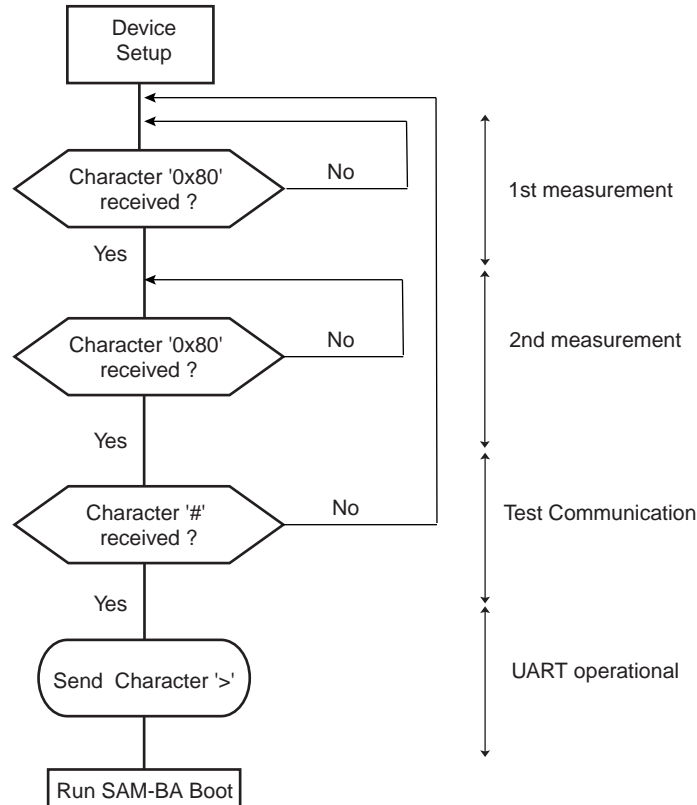 Device
Setup
Character '0x80'
received ?
No
1st measurement
Yes
Character '0x80'
received ?
No
2nd measurement
Yes
Character '#'
received ?
No
Test Communication
Yes
Send Character '>'
UART operational
Run SAM-BA Boot